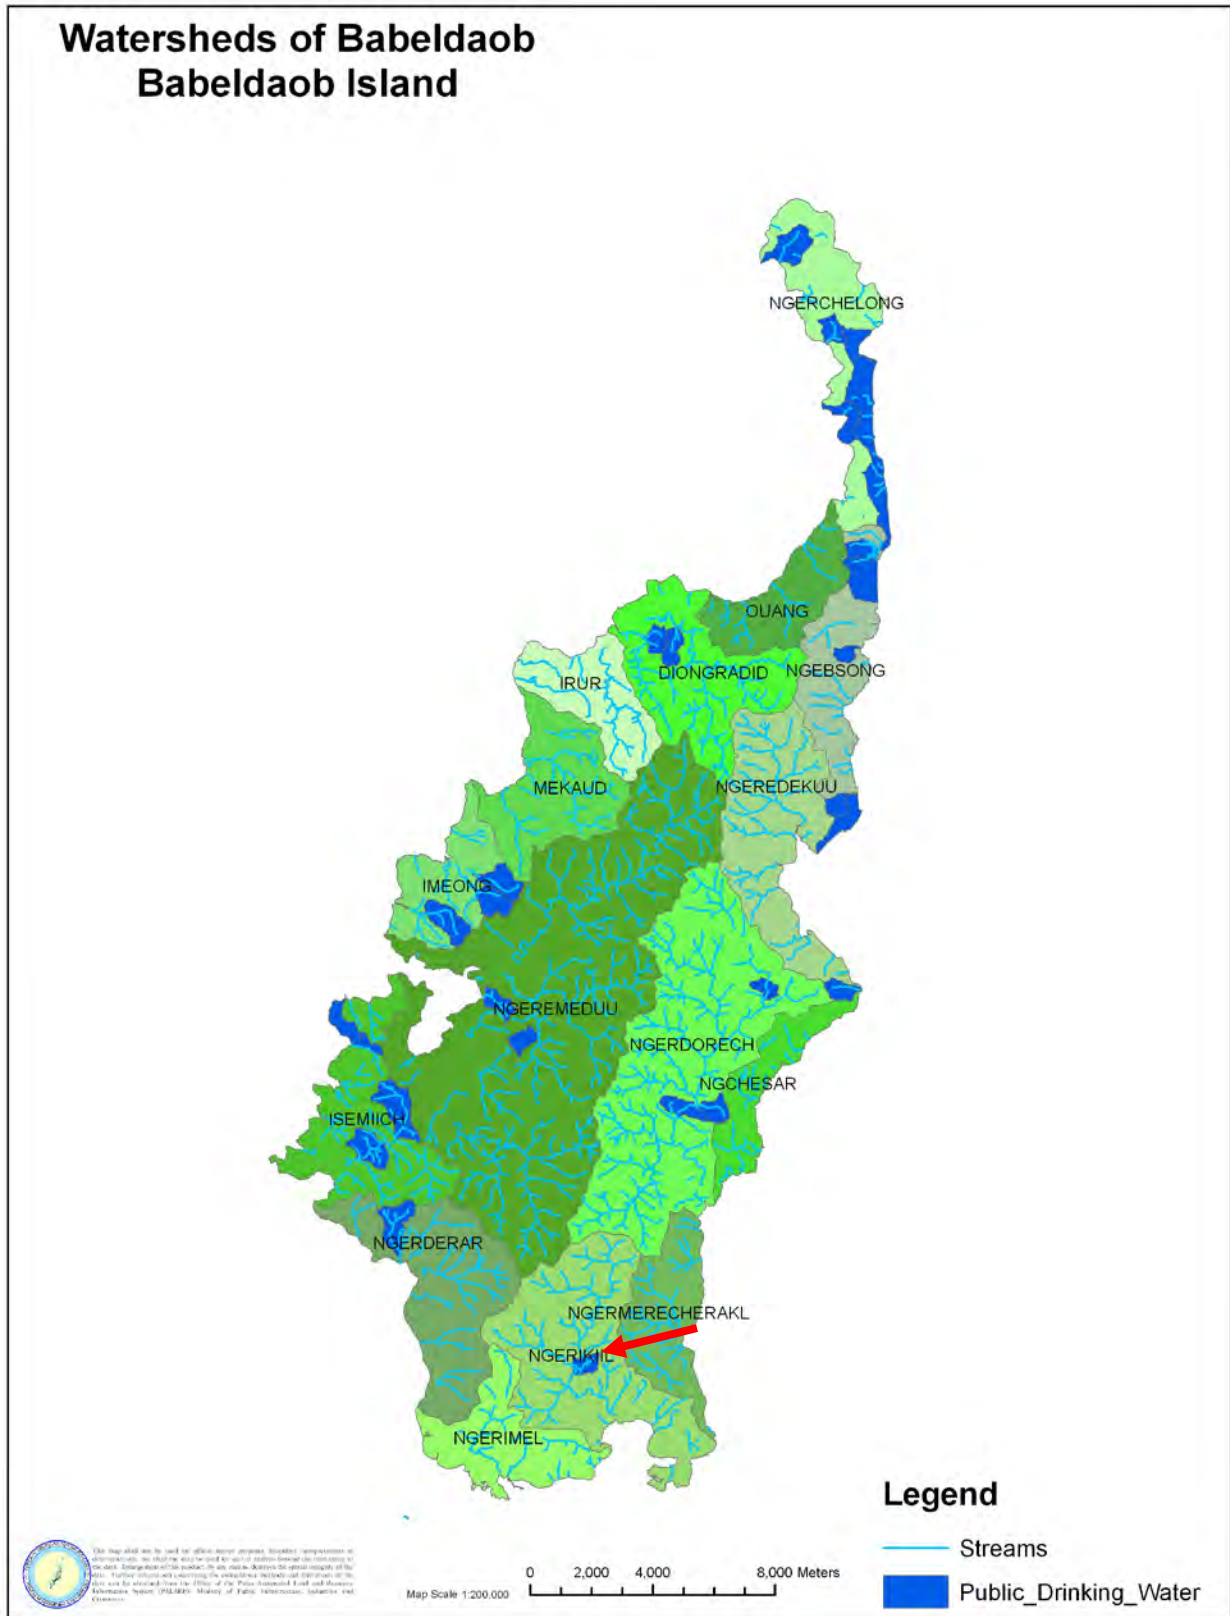 Watersheds of Babeldaob
Babeldaob Island
NGERCHELONG
OUANG
DIONGRADID
NGEBSONG
IRUR
MEKAUD
NGEREDEKUU
IMEONG
NGEREMEDUU
NGERDORECH
NGCHESAR
ISEMIICH
NGERDERAR
NGERMERECHERAKL
NGERIKIIL
NGERIMEL
Legend
Streams
Public_Drinking_Water
0 2,000 4,000 8,000 Meters
Map Scale 1:200,000